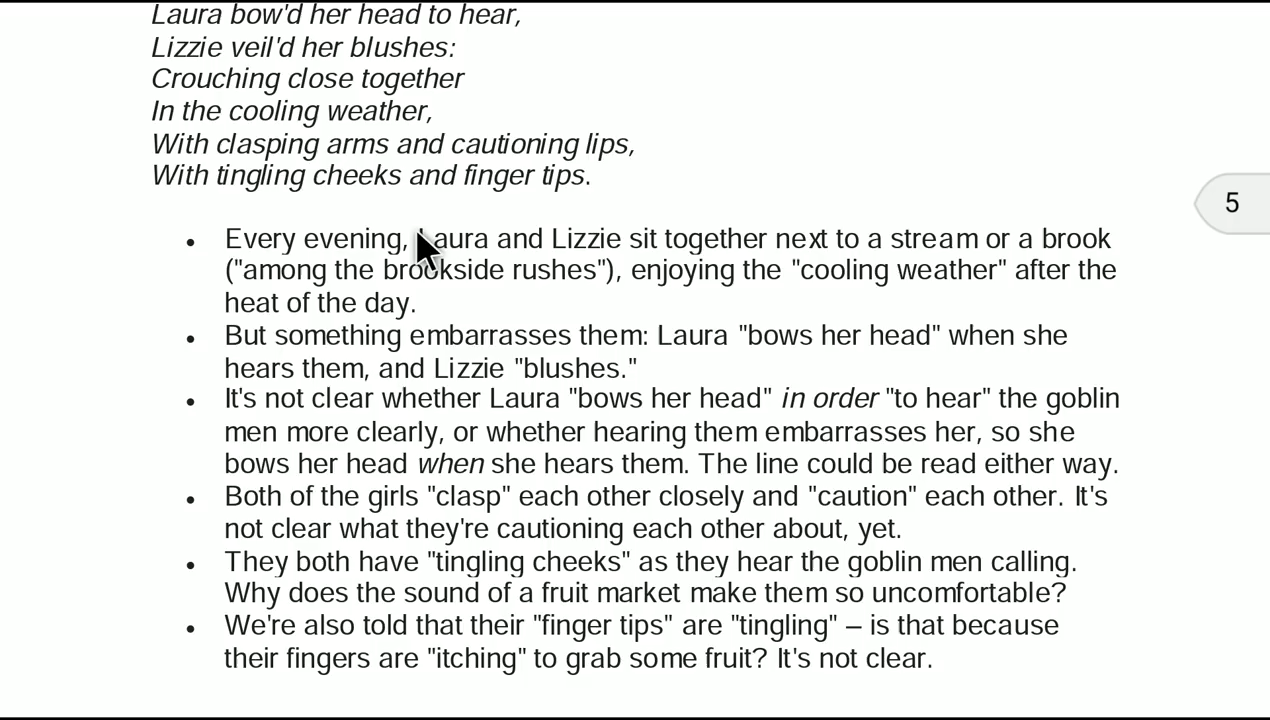 Laura bow'd her head to hear,
Lizzie veil'd her blushes:
Crouching close together
In the cooling weather,
With clasping arms and cautioning lips,
With tingling cheeks and finger tips.
5
• Every evening, Laura and Lizzie sit together next to a stream or a brook
("among the brookside rushes"), enjoying the "cooling weather" after the
heat of the day.
• But something embarrasses them: Laura "bows her head" when she
hears them, and Lizzie "blushes."
• It's not clear whether Laura "bows her head" in order "to hear" the goblin
men more clearly, or whether hearing them embarrasses her, so she
bows her head when she hears them. The line could be read either way.
• Both of the girls "clasp" each other closely and "caution" each other. It's
not clear what they're cautioning each other about, yet.
• They both have "tingling cheeks" as they hear the goblin men calling.
Why does the sound of a fruit market make them so uncomfortable?
• We're also told that their "finger tips" are "tingling" – is that because
their fingers are "itching" to grab some fruit? It's not clear.